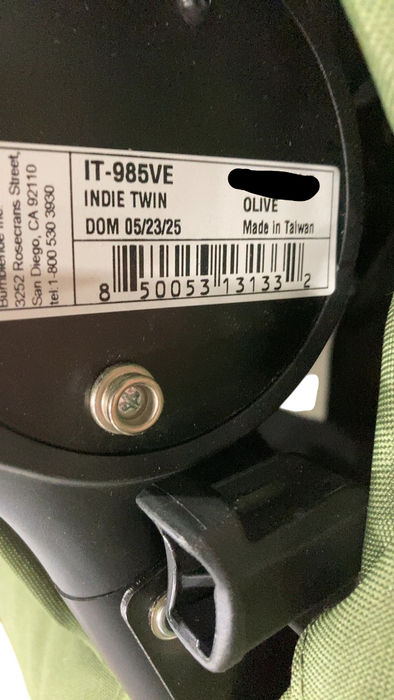 Bumbleride Inc.
3252 Rosecrans Street,
San Diego, CA 92110
tel.1-800 530 3930
IT-985VE
INDIE TWIN
OLIVE
DOM 05/23/25
Made in Taiwan
8 50053 13133 2